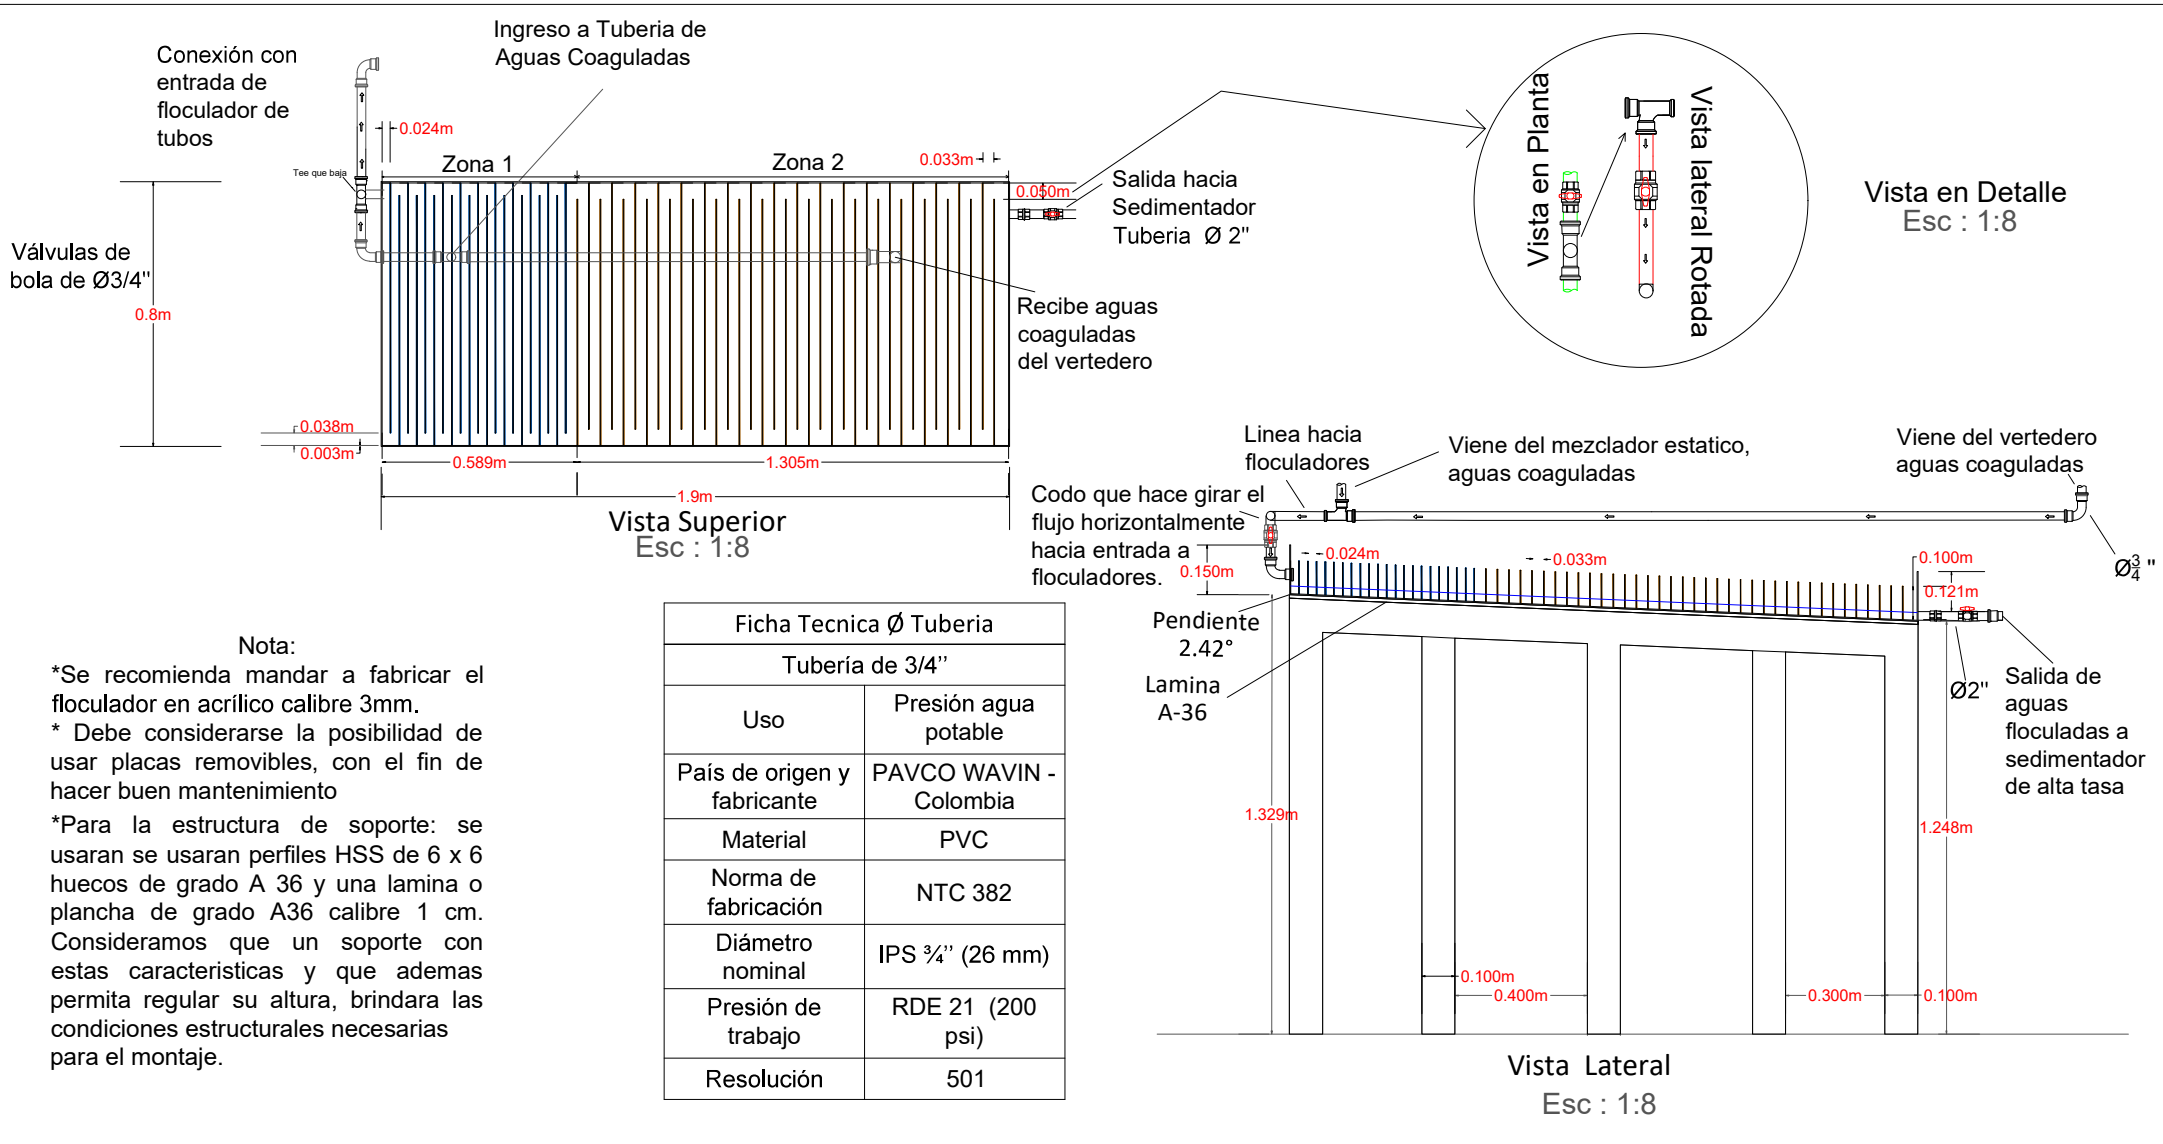 Ingreso a Tuberia de
Aguas Coaguladas
Conexión con
entrada de
floculador de
tubos
0.024m
Zona 1
Zona 2
0.033m
Tee que baja
0.050m
Salida hacia
Sedimentador
Tuberia Ø 2"
Válvulas de
bola de Ø3/4"
0.8m
Recibe aguas
coaguladas
del vertedero
0.038m
0.003m
0.589m
1.305m
1.9m
Vista Superior
Esc : 1:8
Vista en Planta
Vista lateral Rotada
Vista en Detalle
Esc : 1:8
Linea hacia
floculadores
Viene del mezclador estatico,
aguas coaguladas
Viene del vertedero
aguas coaguladas
Codo que hace girar el
flujo horizontalmente
hacia entrada a
floculadores.
0.150m
0.024m
0.033m
0.100m
0.121m
Ø3/4 "
Pendiente
2.42°
Lamina
A-36
Ø2"
Salida de
aguas
floculadas a
sedimentador
de alta tasa
1.329m
1.248m
0.100m
0.400m
0.300m
0.100m
Vista Lateral
Esc : 1:8
Nota:
*Se recomienda mandar a fabricar el
floculador en acrílico calibre 3mm.
* Debe considerarse la posibilidad de
usar placas removibles, con el fin de
hacer buen mantenimiento
*Para la estructura de soporte: se
usaran se usaran perfiles HSS de 6 x 6
huecos de grado A 36 y una lamina o
plancha de grado A36 calibre 1 cm.
Consideramos que un soporte con
estas caracteristicas y que ademas
permita regular su altura, brindara las
condiciones estructurales necesarias
para el montaje.
Ficha Tecnica Ø Tuberia
Tubería de 3/4''
Uso
Presión agua
potable
País de origen y
fabricante
PAVCO WAVIN -
Colombia
Material
PVC
Norma de
fabricación
NTC 382
Diámetro
nominal
IPS ¾'' (26 mm)
Presión de
trabajo
RDE 21 (200
psi)
Resolución
501